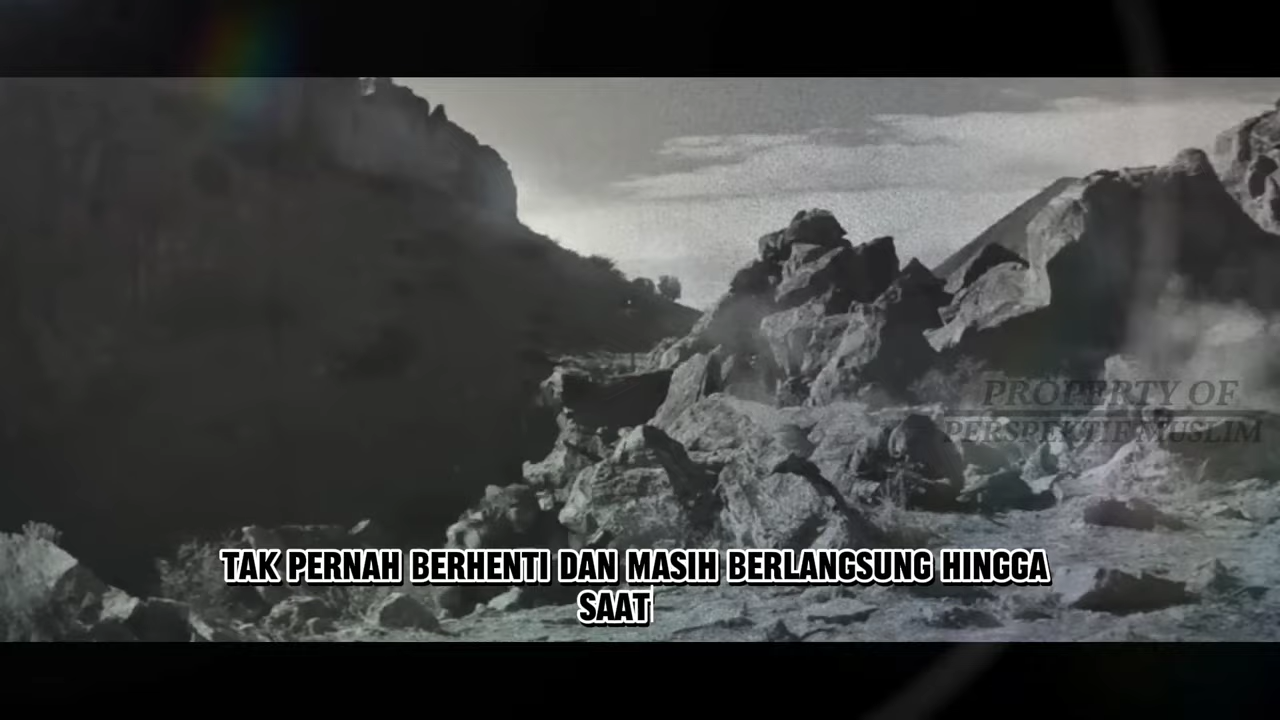 PROPERTY OF
PERSPEKTIF MUSLIM
TAK PERNAH BERHENTI DAN MASIH BERLANGSUNG HINGGA
SAAT